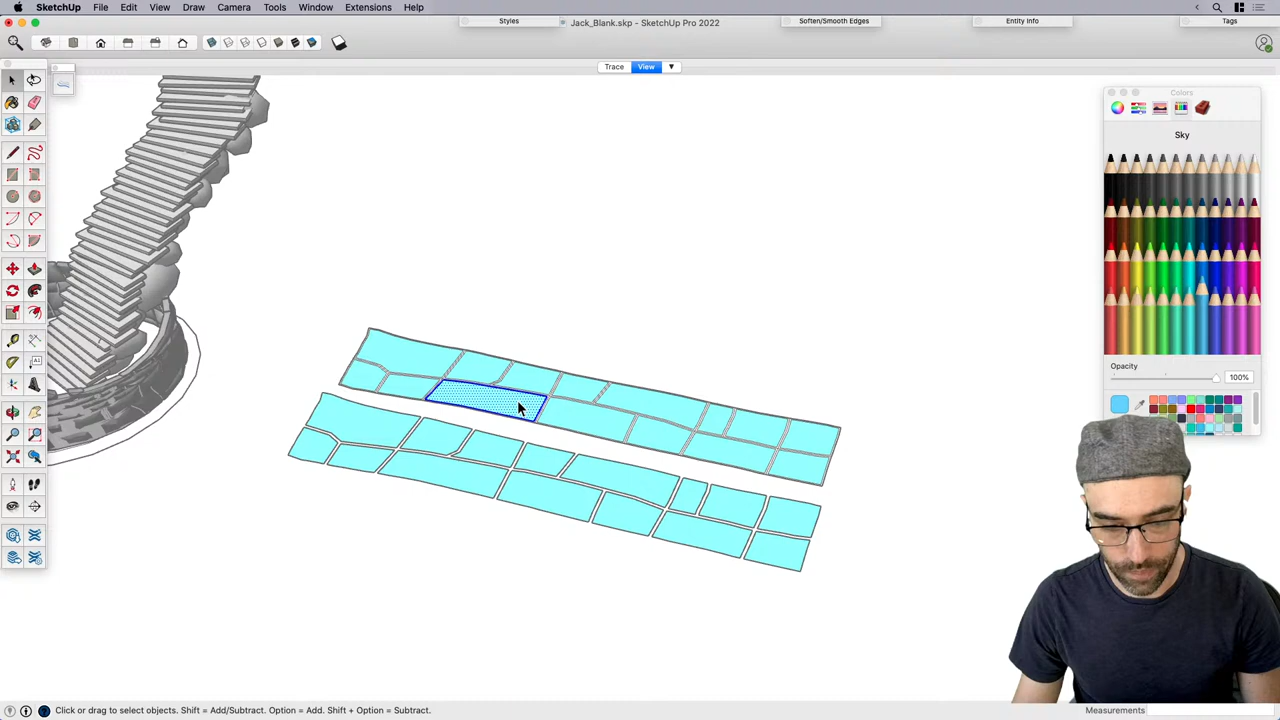 SketchUp File Edit View Draw Camera Tools Window Extensions Help
Styles
Jack_Blank.skp - SketchUp Pro 2022
Soften/Smooth Edges
Entity Info
Tags
Trace View
Colors
Sky
Opacity
100%
Click or drag to select objects. Shift = Add/Subtract. Option = Add. Shift + Option = Subtract.
Measurements